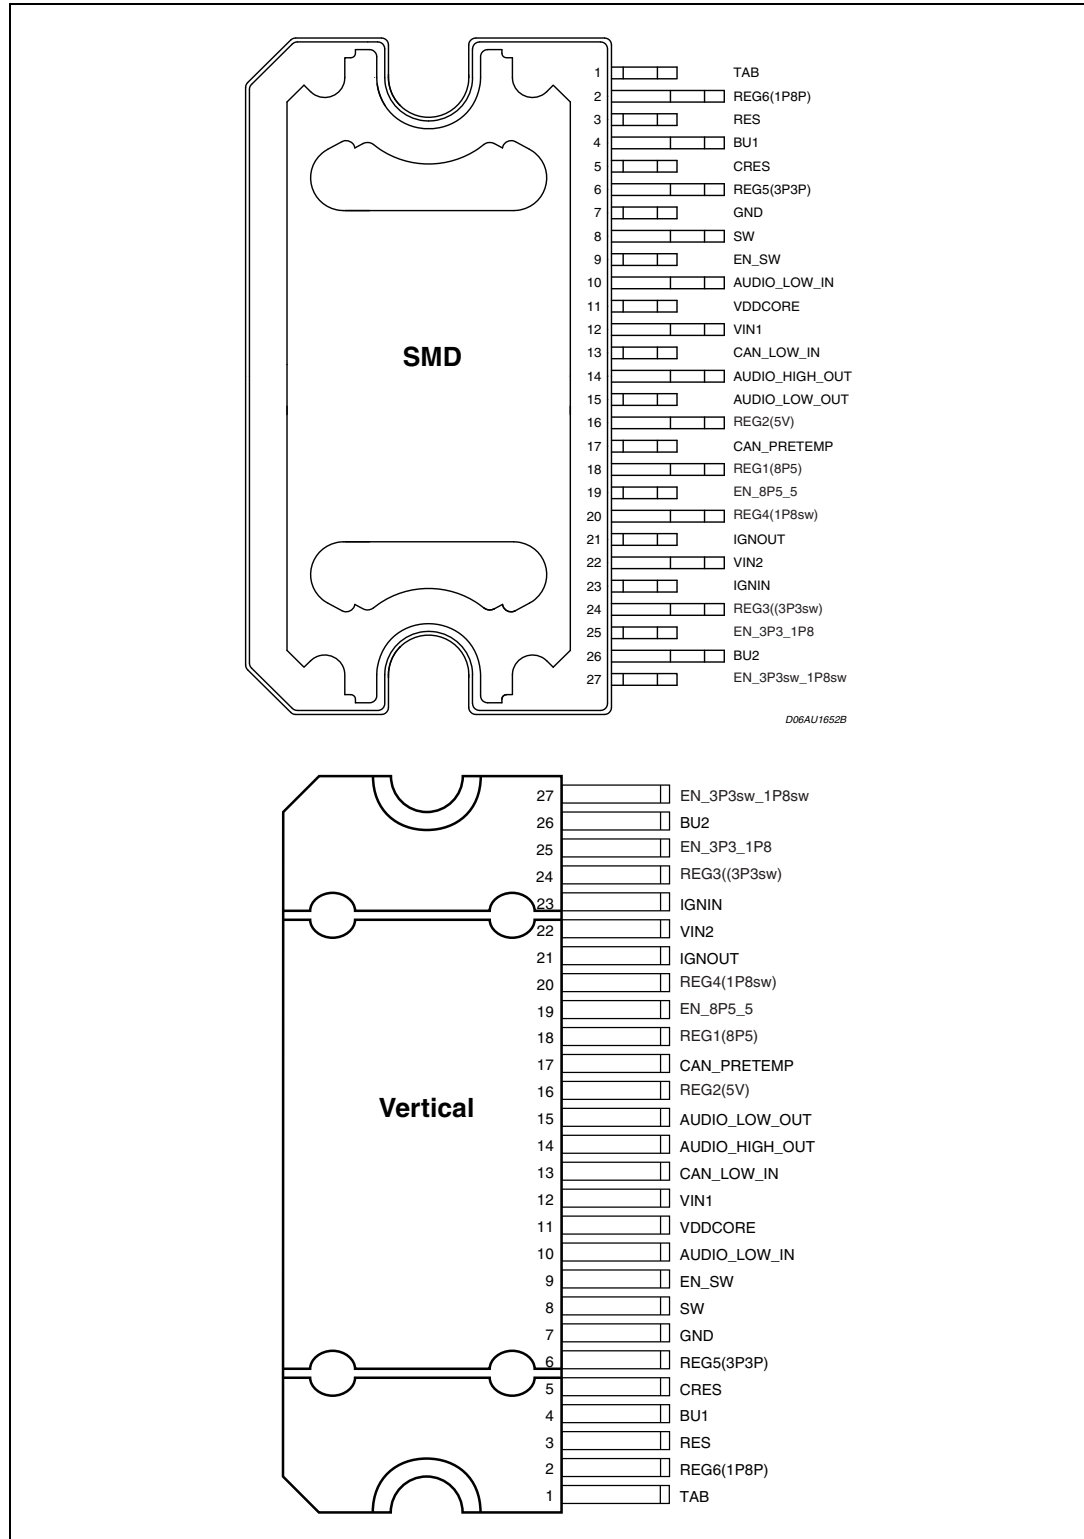 1 TAB
2 REG6(1P8P)
3 RES
4 BU1
5 CRES
6 REG5(3P3P)
7 GND
8 SW
9 EN_SW
10 AUDIO_LOW_IN
11 VDDCORE
12 VIN1
SMD
13 CAN_LOW_IN
14 AUDIO_HIGH_OUT
15 AUDIO_LOW_OUT
16 REG2(5V)
17 CAN_PRETEMP
18 REG1(8P5)
19 EN_8P5_5
20 REG4(1P8sw)
21 IGNOUT
22 VIN2
23 IGNIN
24 REG3((3P3sw)
25 EN_3P3_1P8
26 BU2
27 EN_3P3sw_1P8sw
D06AU1652B
27 EN_3P3sw_1P8sw
26 BU2
25 EN_3P3_1P8
24 REG3((3P3sw)
23 IGNIN
22 VIN2
21 IGNOUT
20 REG4(1P8sw)
19 EN_8P5_5
18 REG1(8P5)
17 CAN_PRETEMP
16 REG2(5V)
Vertical
15 AUDIO_LOW_OUT
14 AUDIO_HIGH_OUT
13 CAN_LOW_IN
12 VIN1
11 VDDCORE
10 AUDIO_LOW_IN
9 EN_SW
8 SW
7 GND
6 REG5(3P3P)
5 CRES
4 BU1
3 RES
2 REG6(1P8P)
1 TAB